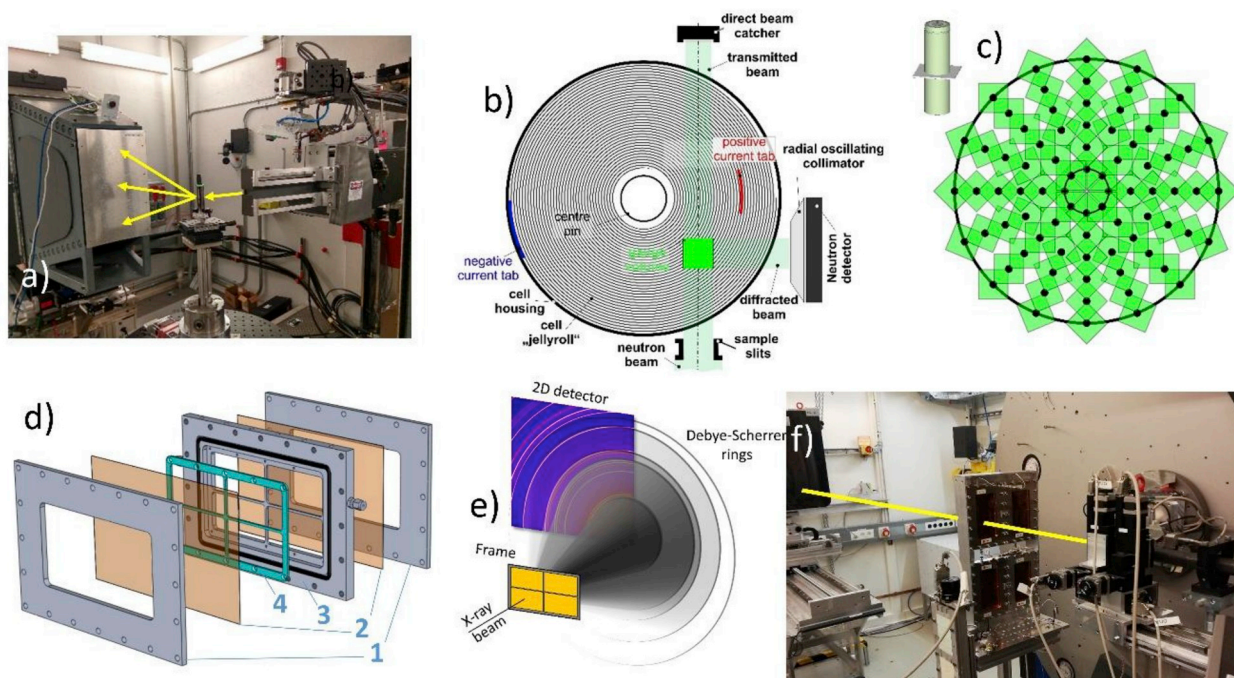 a)
b)
b)
direct beam
catcher
transmitted
beam
positive
current tab
radial oscillating
collimator
centre
pin
negative
current tab
cell
housing
cell
„jellyroll“
neutron
beam
sample
slits
diffracted
beam
Neutron
detector
c)
d)
4
3
2
1
e)
2D detector
Debye-Scherrer
rings
Frame
X-ray
beam
f)